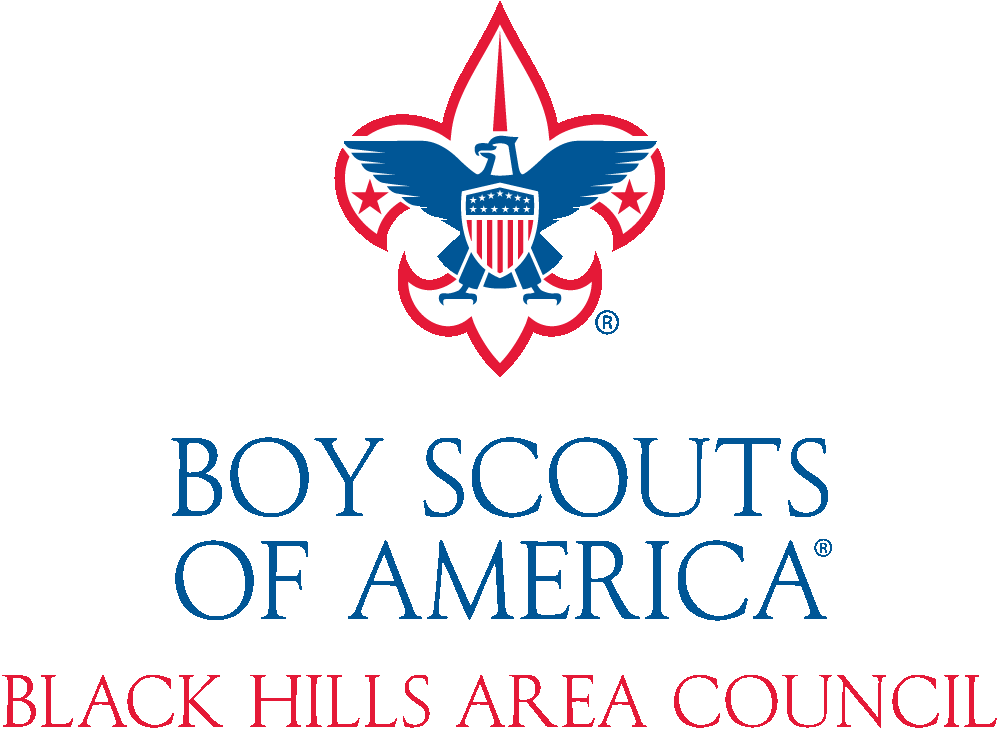 ®
BOY SCOUTS
OF AMERICA®
BLACK HILLS AREA COUNCIL